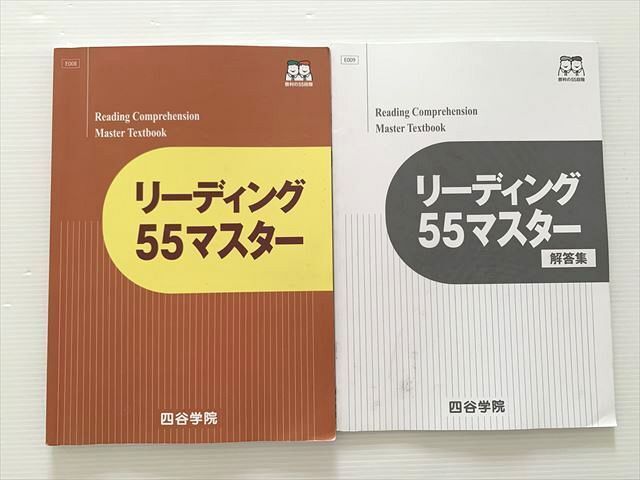 E008
Reading Comprehension
Master Textbook
リーディング
55マスター
四谷学院
E009
Reading Comprehension
Master Textbook
リーディング
55マスター
解答集
四谷学院